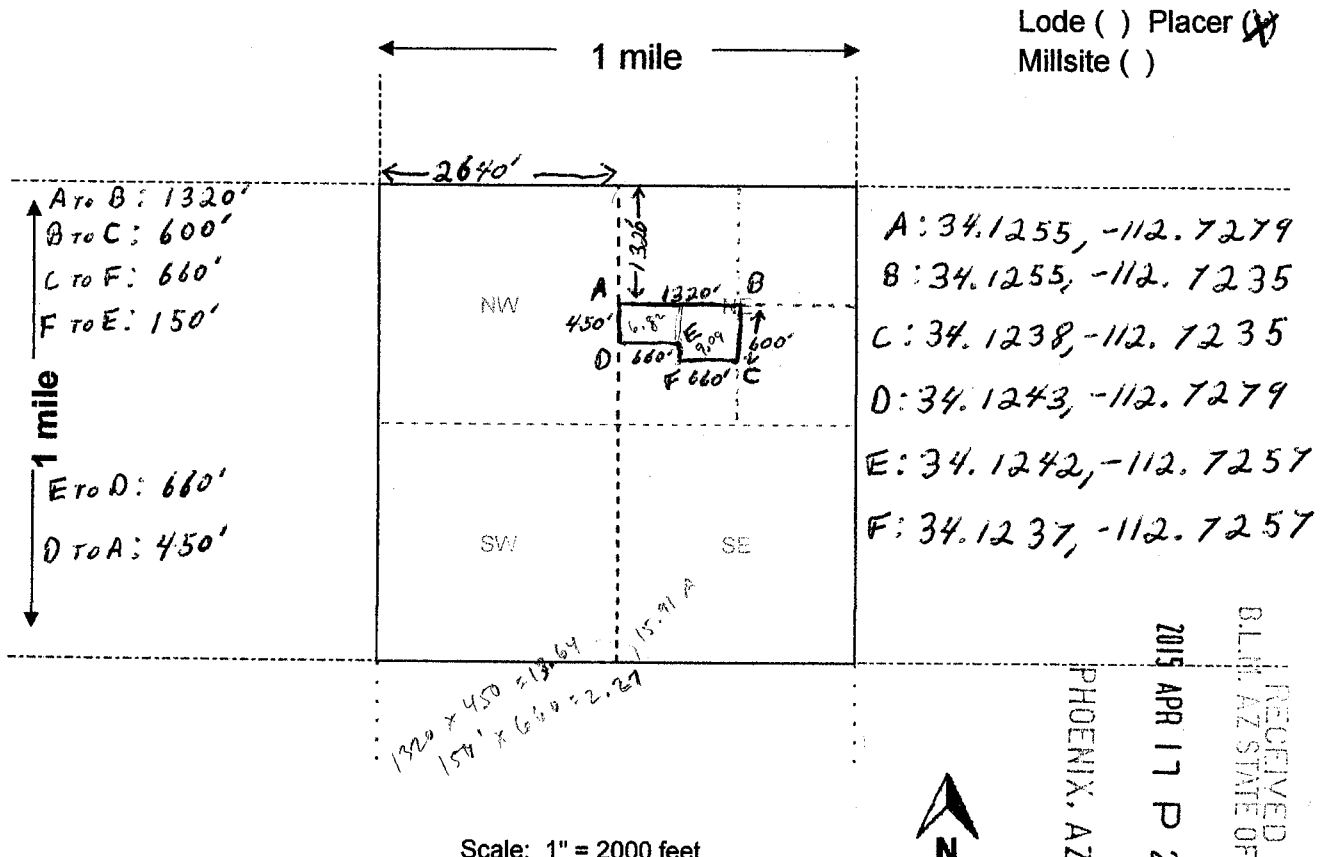 Lode ( ) Placer (X)
Millsite ( )
1 mile
2640'
A TO B: 1320'
B TO C: 600'
C TO F: 660'
F TO E: 150'
1 mile
E TO D: 660'
D TO A: 450'
1320'
NW
NE
A
1320'
B
450'
6.82
E
9.09
600'
D
660'
F
660'
C
SW
SE
A: 34.1255, -112.7279
B: 34.1255, -112.7235
C: 34.1238, -112.7235
D: 34.1243, -112.7279
E: 34.1242, -112.7257
F: 34.1237, -112.7257
1320 x 450 = 13.64
150' x 660 = 2.27
15.91
RECEIVED
B.L.M. AZ STATE OF
2015 APR 17 P 2
PHOENIX, AZ
N
Scale: 1" = 2000 feet